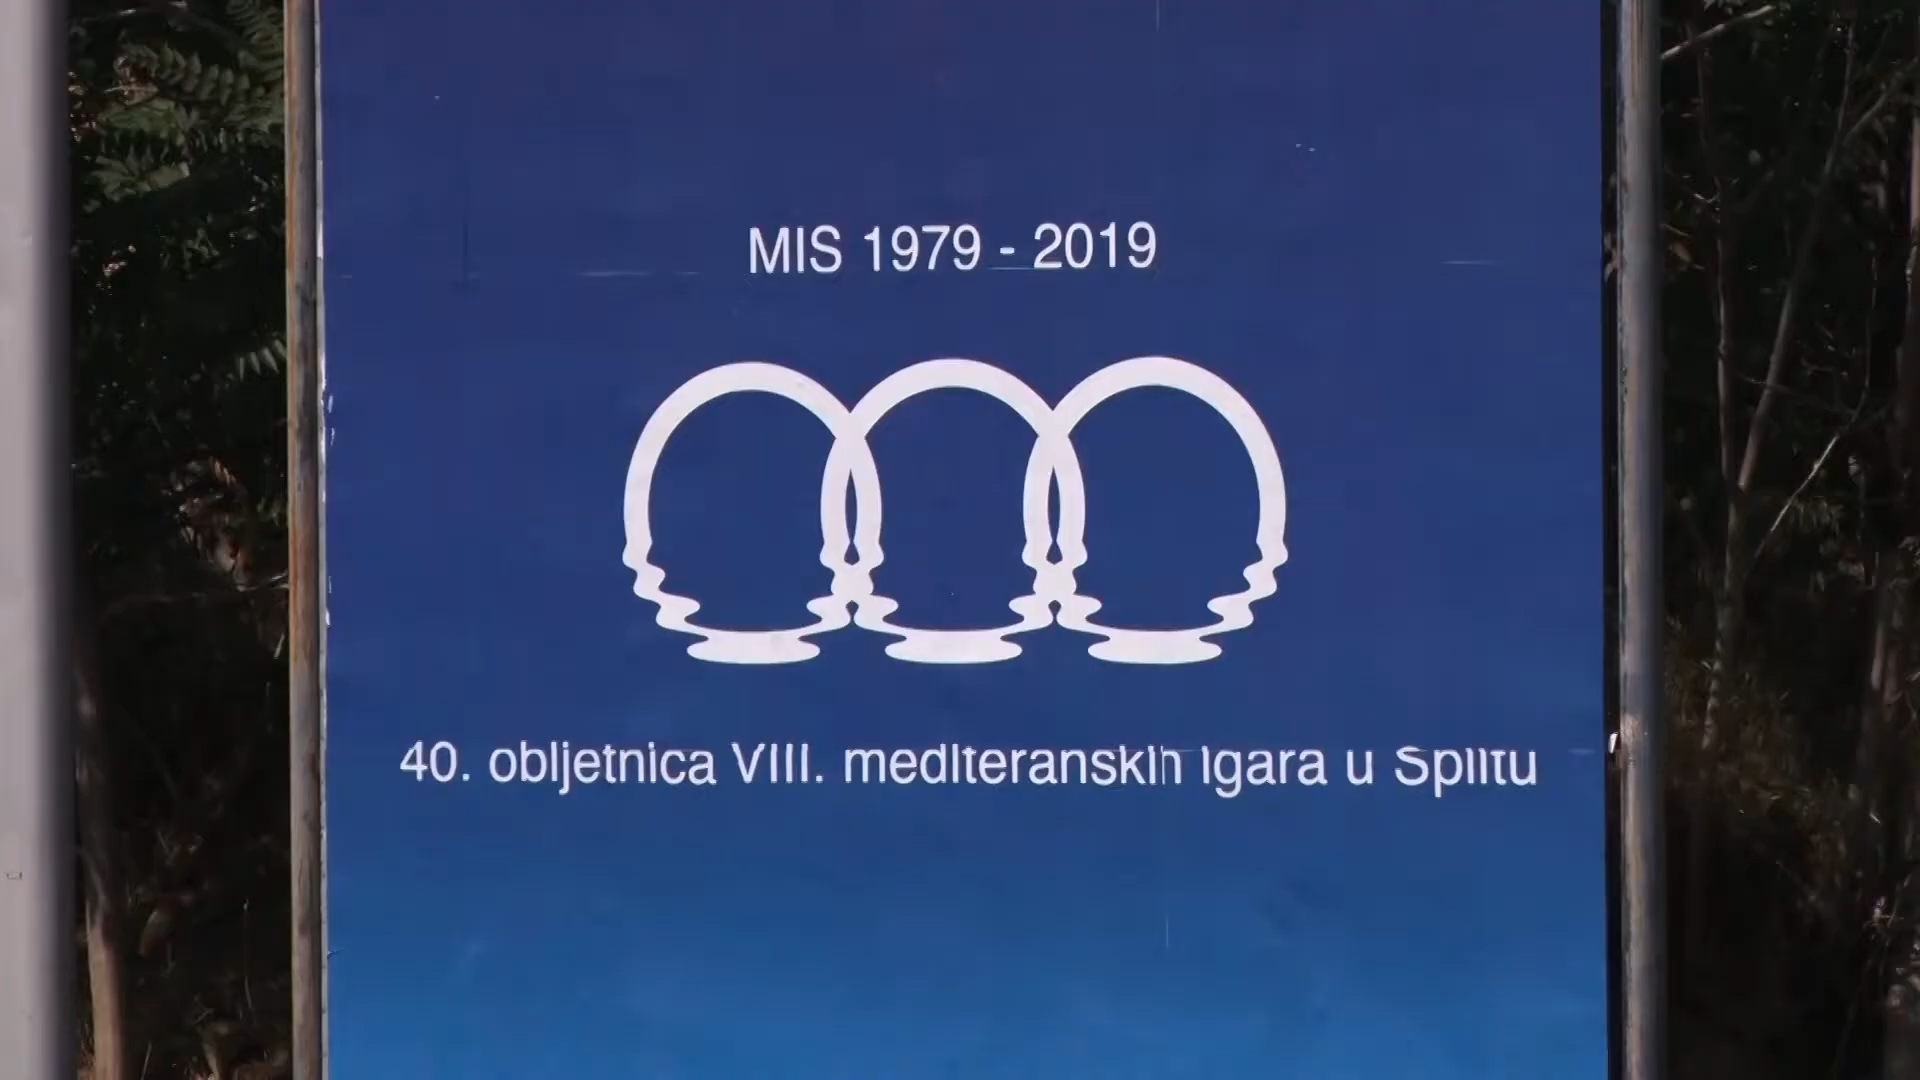 MIS 1979 - 2019
40. obljetnica VIII. mediteranskih igara u Splitu